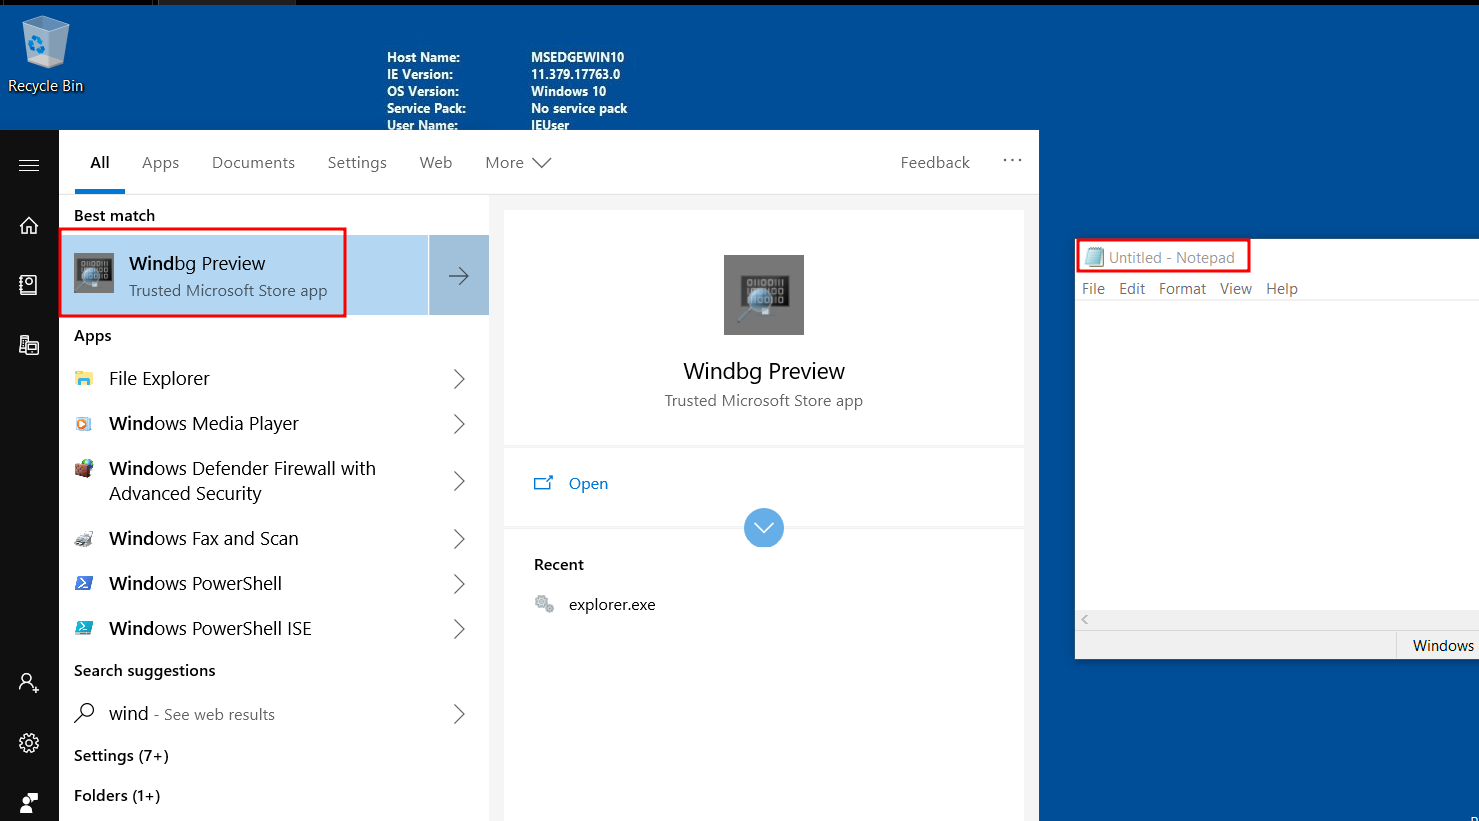 Recycle Bin
Host Name: MSEDGEWIN10
IE Version: 11.379.17763.0
OS Version: Windows 10
Service Pack: No service pack
User Name: IEUser
All Apps Documents Settings Web More Feedback ...
Best match
Windbg Preview
Trusted Microsoft Store app
Apps
File Explorer
Windows Media Player
Windows Defender Firewall with
Advanced Security
Windows Fax and Scan
Windows PowerShell
Windows PowerShell ISE
Search suggestions
wind - See web results
Settings (7+)
Folders (1+)
Windbg Preview
Trusted Microsoft Store app
Open
Recent
explorer.exe
Untitled - Notepad
File Edit Format View Help
Windows